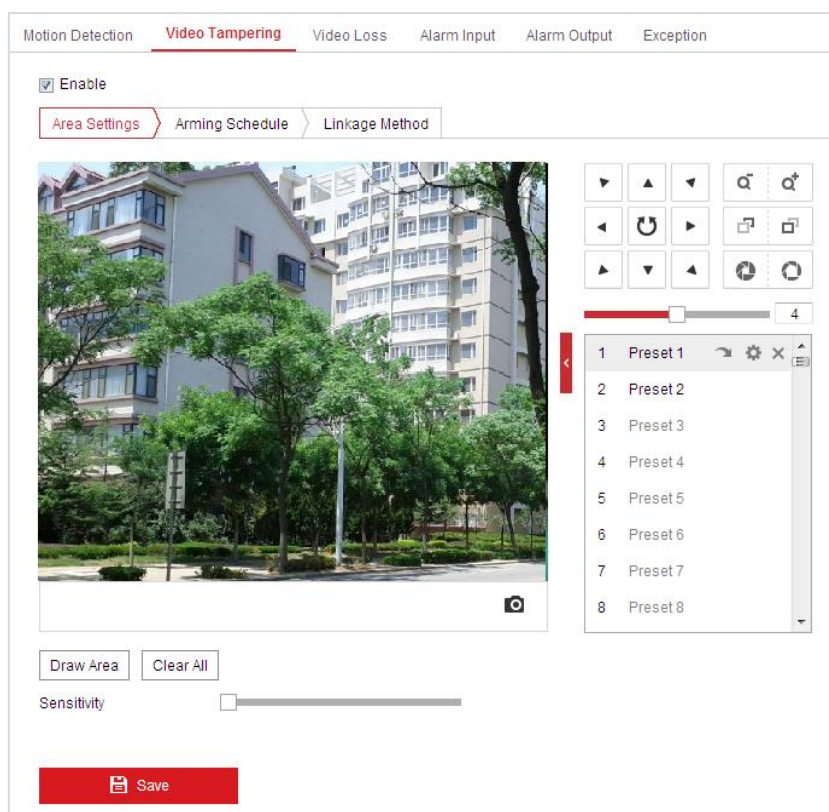 Motion Detection Video Tampering Video Loss Alarm Input Alarm Output Exception
Enable
Area Settings Arming Schedule Linkage Method
4
1 Preset 1
2 Preset 2
3 Preset 3
4 Preset 4
5 Preset 5
6 Preset 6
7 Preset 7
8 Preset 8
Draw Area Clear All
Sensitivity
Save